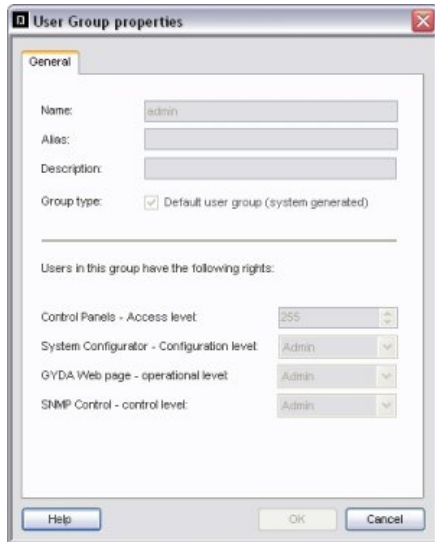 User Group properties
General
Name: admin
Alias:
Description:
Group type: Default user group (system generated)
Users in this group have the following rights:
Control Panels - Access level: 255
System Configurator - Configuration level: Admin
GYDA Web page - operational level: Admin
SNMP Control - control level: Admin
Help OK Cancel